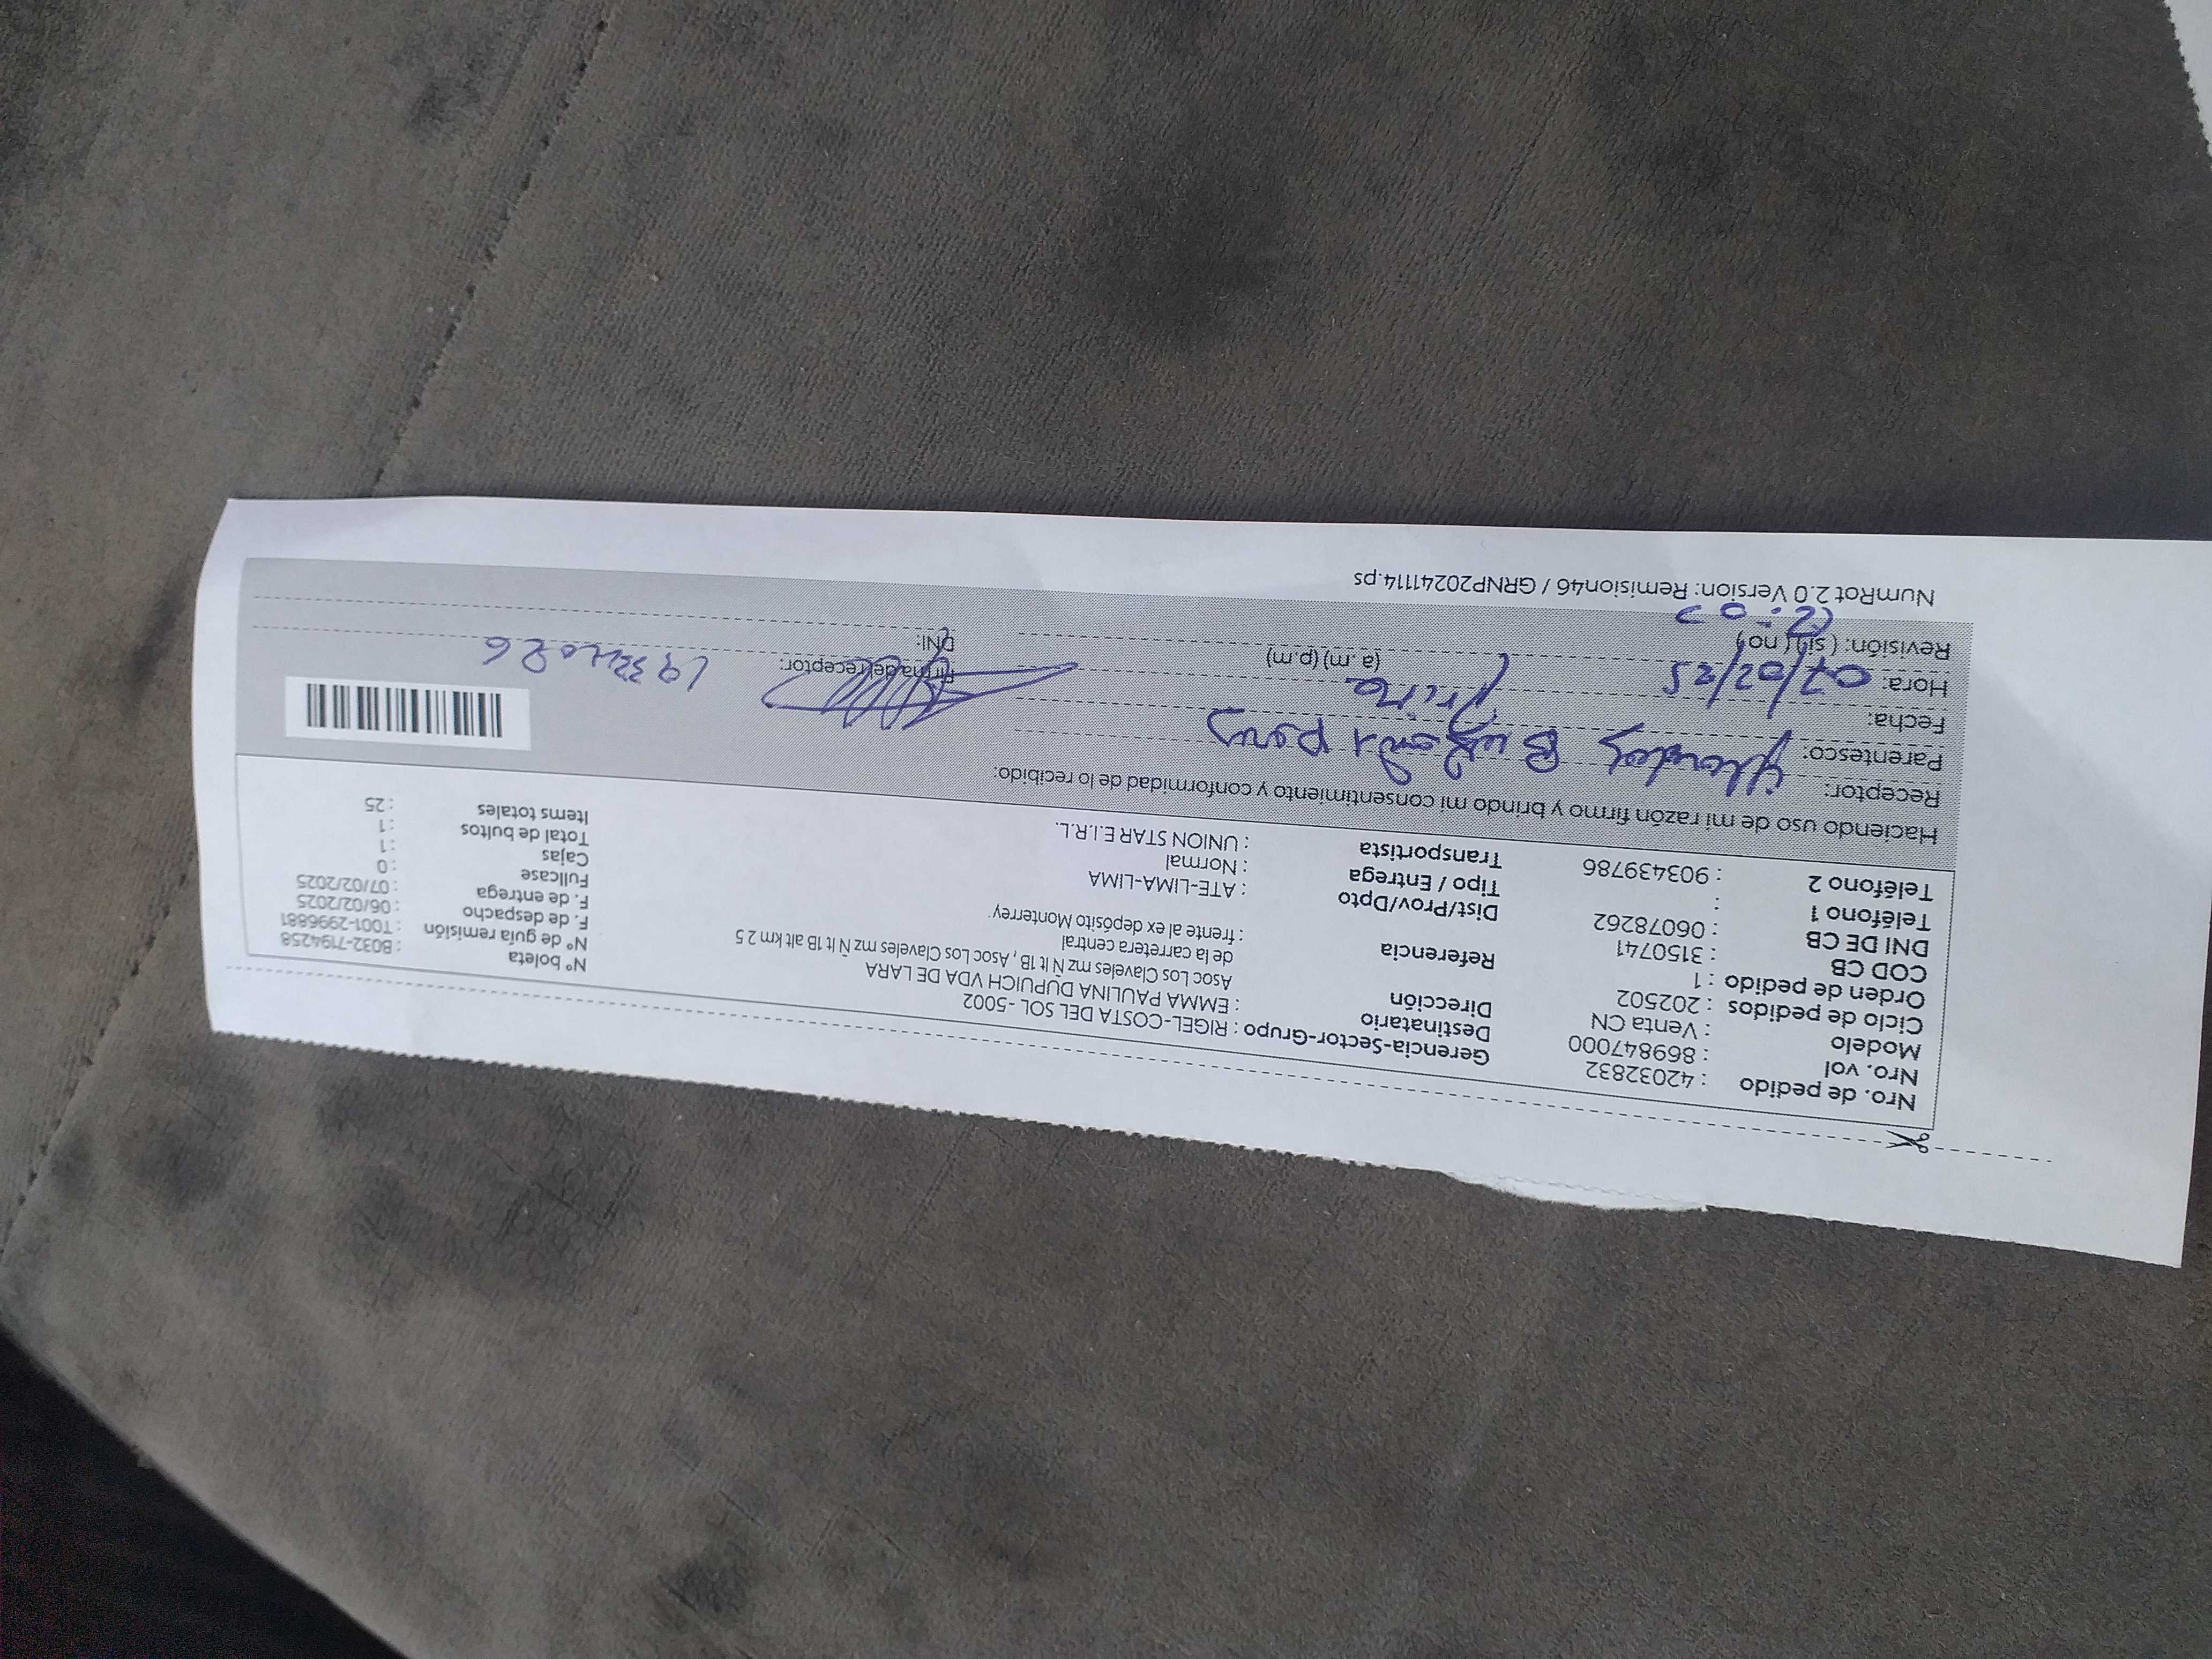 Nro. de pedido : 42032832
Nro. vol : 869847000
Modelo : Venta CN
Ciclo de pedidos : 202502
Orden de pedido : 1
COD CB : 3150741
DNI DE CB : 06078262
Teléfono 1 :
Teléfono 2 : 903439786
Gerencia-Sector-Grupo : RIGEL-COSTA DEL SOL - 5002
Destinatario : EMMA PAULINA DUPUICH VDA DE LARA
Dirección Asoc Los Claveles mz Ñ lt 1B , Asoc Los Claveles mz Ñ lt 1B alt km 2 5
de la carretera central
Referencia : frente al ex depósito Monterrey
Dist/Prov/Dpto : ATE-LIMA-LIMA
Tipo / Entrega : Normal
Transportista : UNION STAR E.I.R.L.
Nº boleta : B032-7194258
Nº de guía remisión : T001-2996881
F. de despacho : 06/02/2025
F. de entrega : 07/02/2025
Fullcase : 0
Cajas : 1
Total de bultos : 1
Items totales : 25
Haciendo uso de mi razón firmo y brindo mi consentimiento y conformidad de lo recibido:
Receptor:
Parentesco: prima
Fecha: 07/02/25
Hora: (a. m) (p.m)
Revisión: ( si ) ( no )
Firma del receptor:
DNI:
NumRot 2.0 Version: Remision46 / GRNP20241114.ps